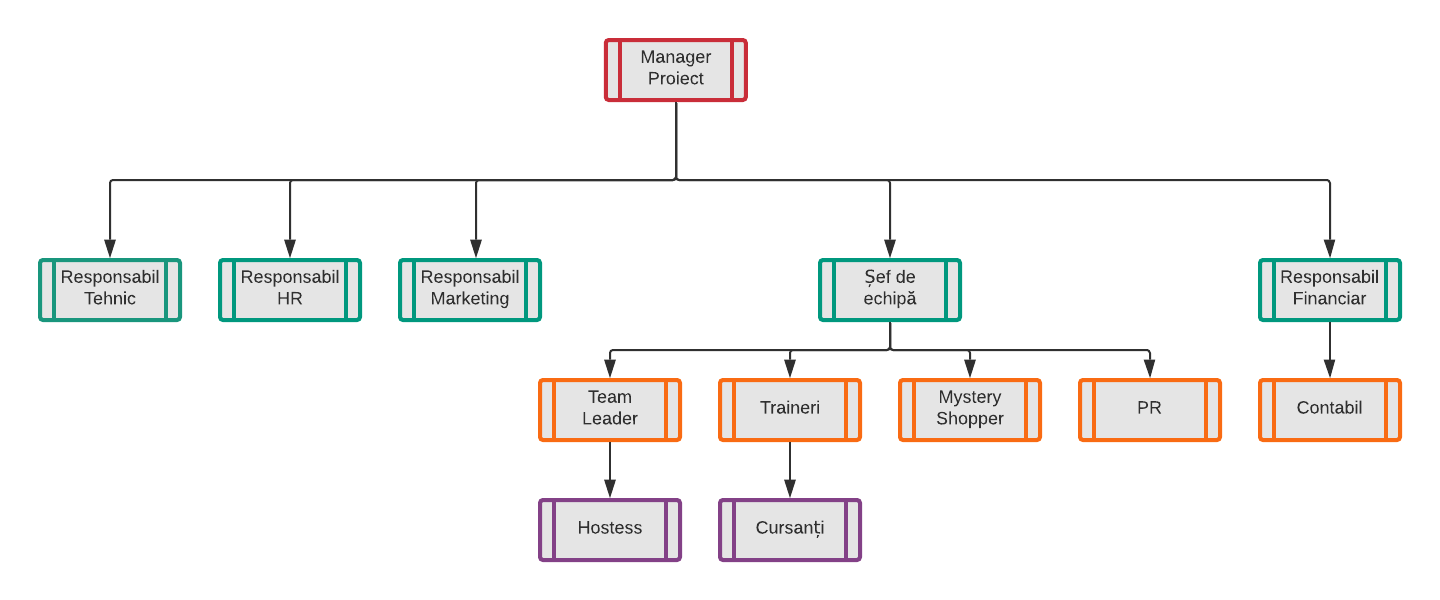 Manager
Proiect
Responsabil
Tehnic
Responsabil
HR
Responsabil
Marketing
Șef de
echipă
Responsabil
Financiar
Team
Leader
Traineri
Mystery
Shopper
PR
Contabil
Hostess
Cursanți